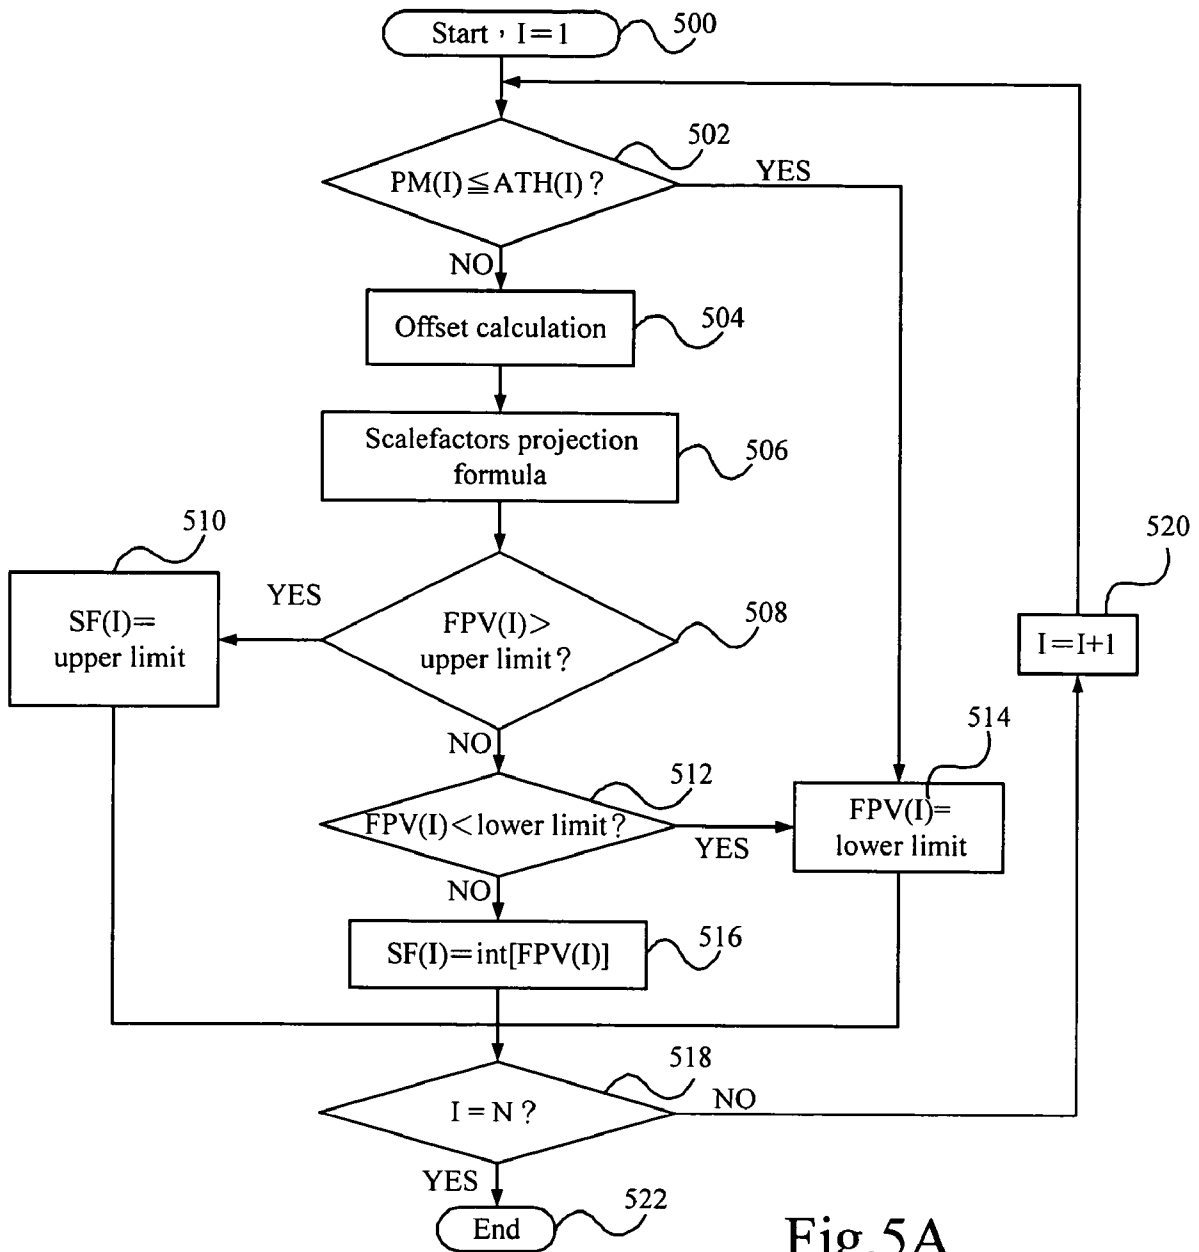 Start，I＝1
500
502
PM(I)≦ATH(I)?
YES
NO
Offset calculation
504
Scalefactors projection
formula
506
510
520
SF(I)＝
upper limit
YES
FPV(I)＞
upper limit?
508
I＝I+1
NO
514
512
FPV(I)＜lower limit?
YES
FPV(I)＝
lower limit
NO
SF(I)＝int[FPV(I)]
516
518
I＝N?
NO
YES
522
End
Fig.5A